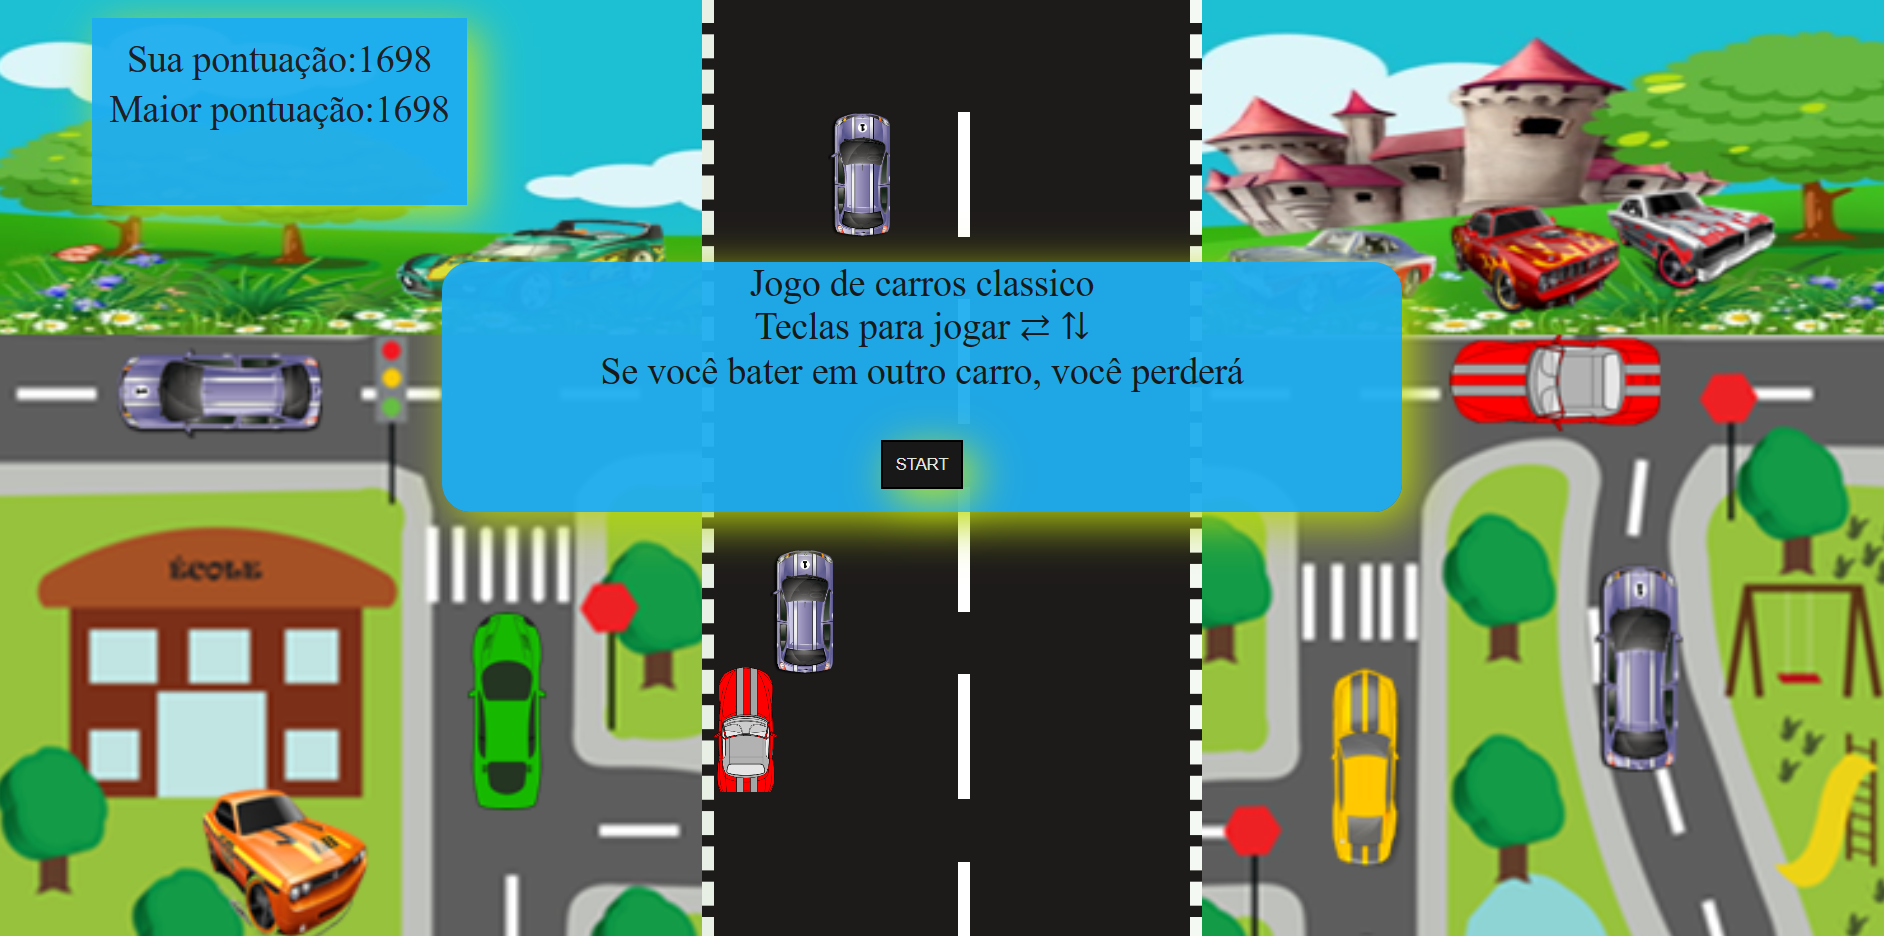 Sua pontuação:1698
Maior pontuação:1698
Jogo de carros classico
Teclas para jogar ⇄ ⇅
Se você bater em outro carro, você perderá
START
ÉCOLE